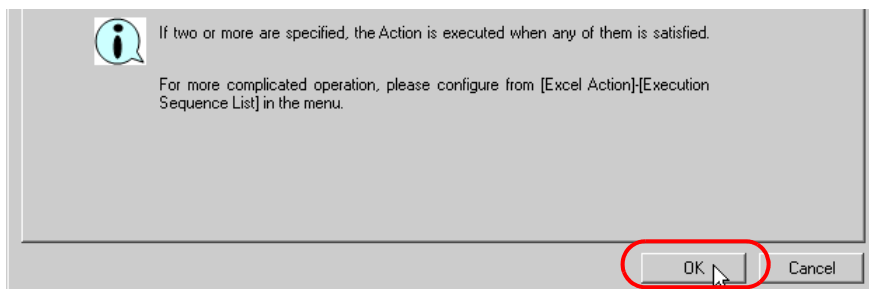 If two or more are specified, the Action is executed when any of them is satisfied.
For more complicated operation, please configure from [Excel Action]-[Execution
Sequence List] in the menu.
OK
Cancel